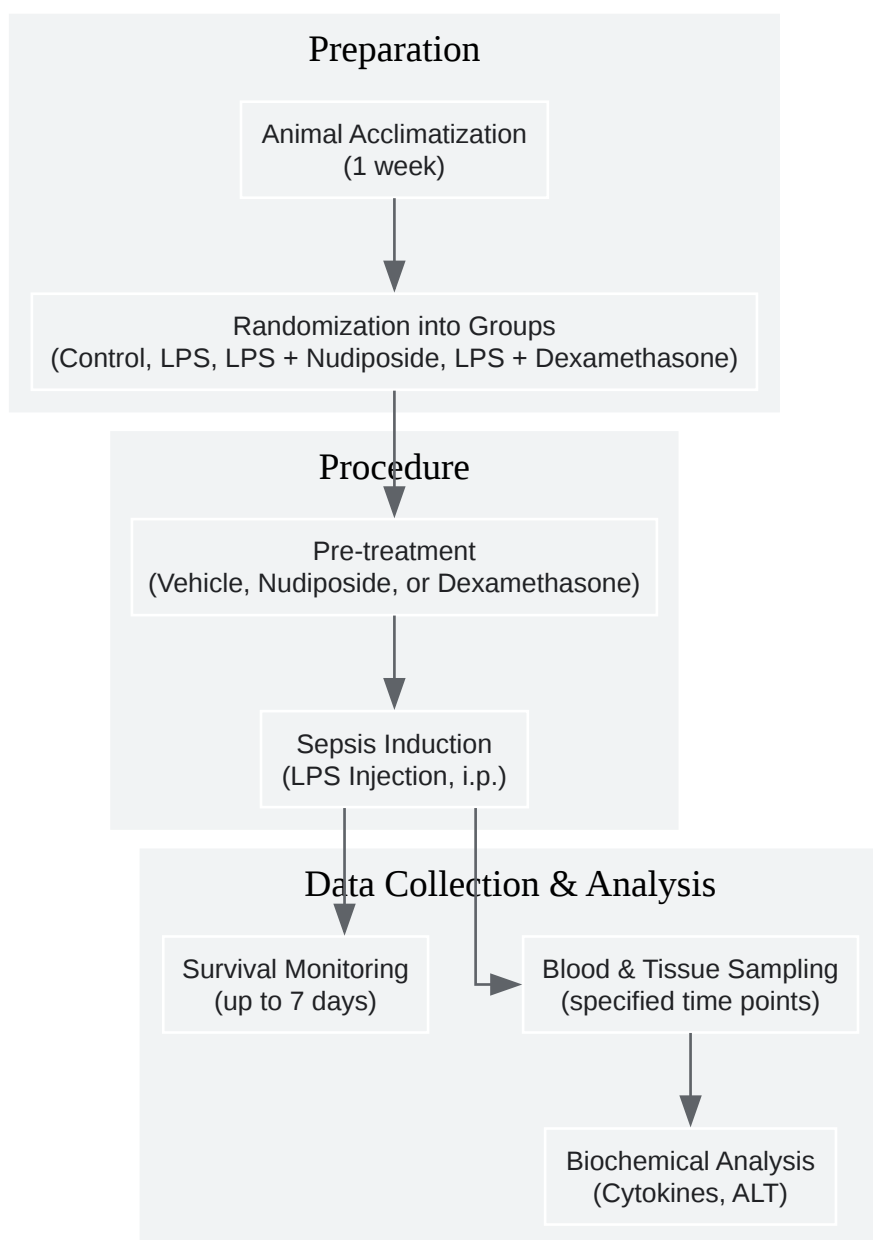 Preparation
Animal Acclimatization
(1 week)
Randomization into Groups
(Control, LPS, LPS + Nudiposide, LPS + Dexamethasone)
Procedure
Pre-treatment
(Vehicle, Nudiposide, or Dexamethasone)
Sepsis Induction
(LPS Injection, i.p.)
Data Collection & Analysis
Survival Monitoring
(up to 7 days)
Blood & Tissue Sampling
(specified time points)
Biochemical Analysis
(Cytokines, ALT)